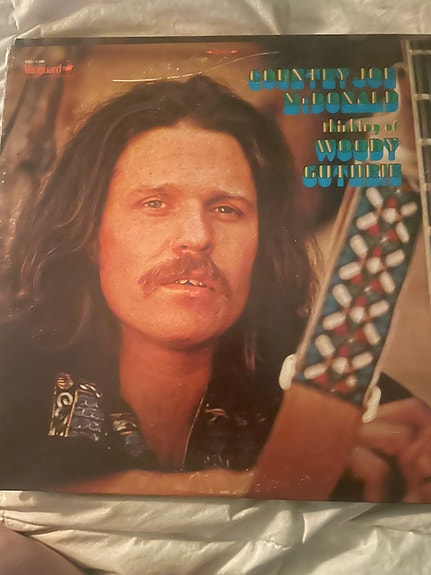 Vanguard
COUNTRY JOE
McDONALD
thinking of
WOODY
GUTHRIE